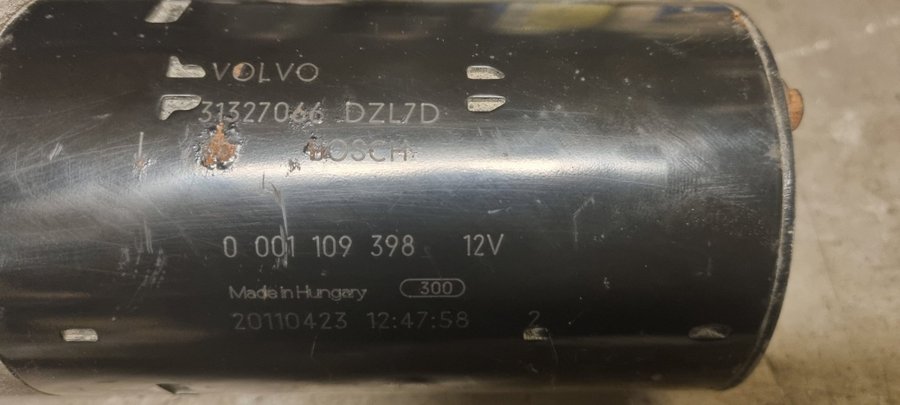 VOLVO
31327066 DZL7D
BOSCH
0 001 109 398 12V
Made in Hungary 300
20110423 12:47:58 2